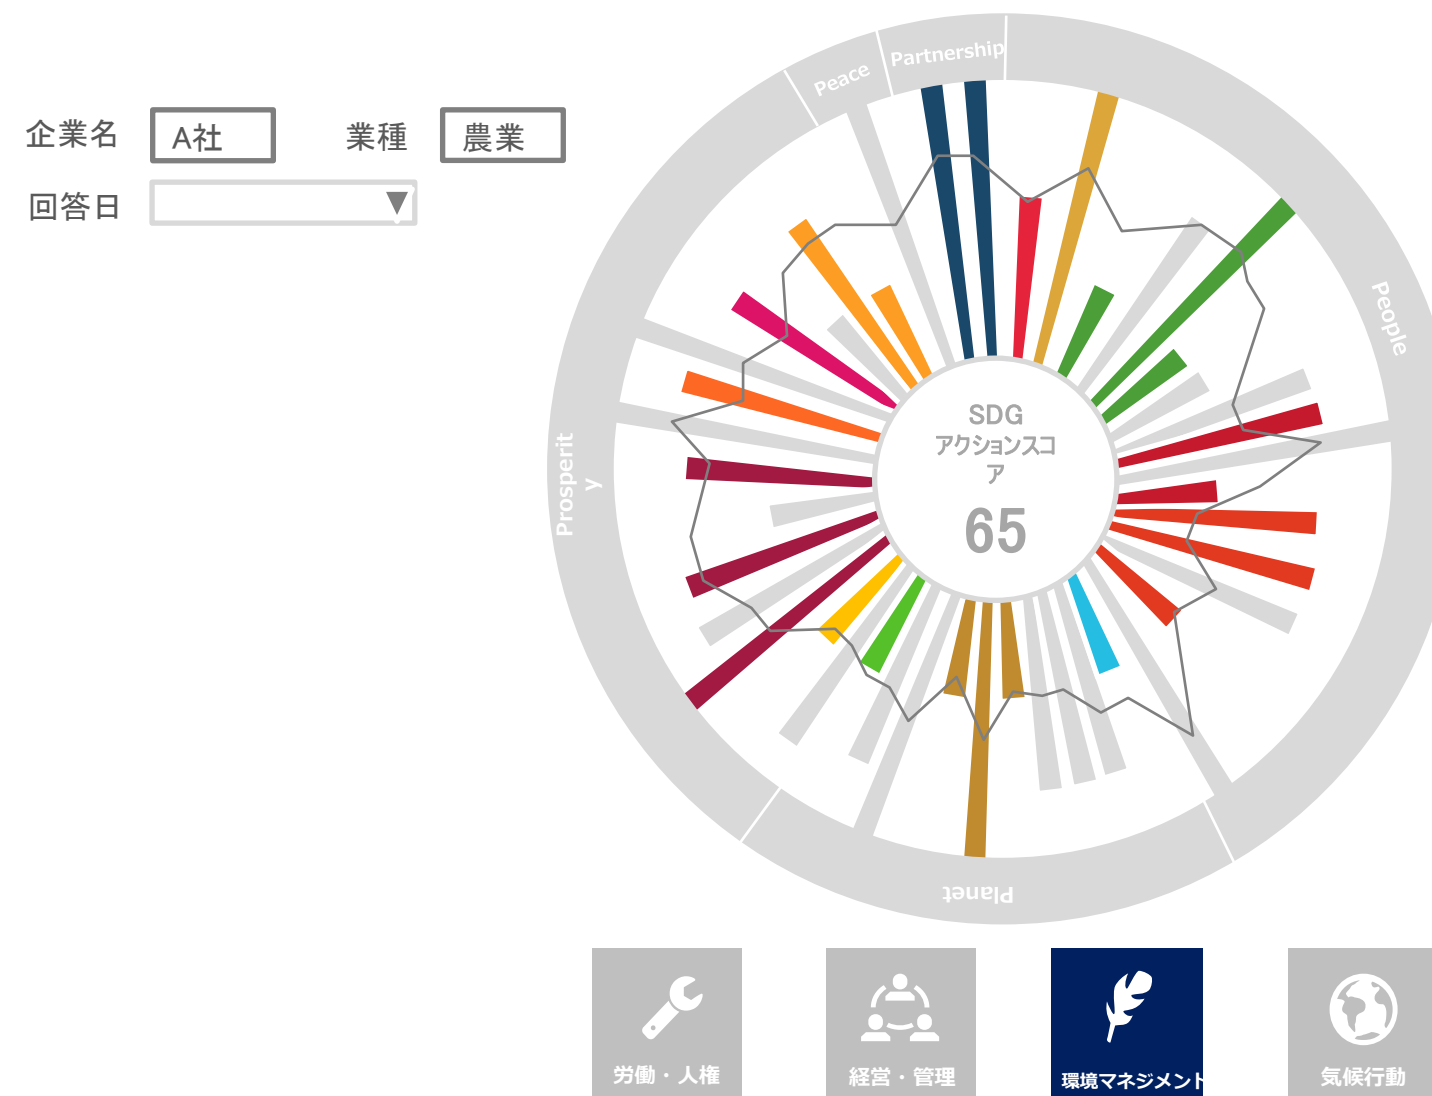 企業名
A社
業種
農業
回答日
Peace
Partnership
People
Prosperit
y
Planet
SDG
アクションスコ
ア
65
労働・人権
経営・管理
環境マネジメント
気候行動